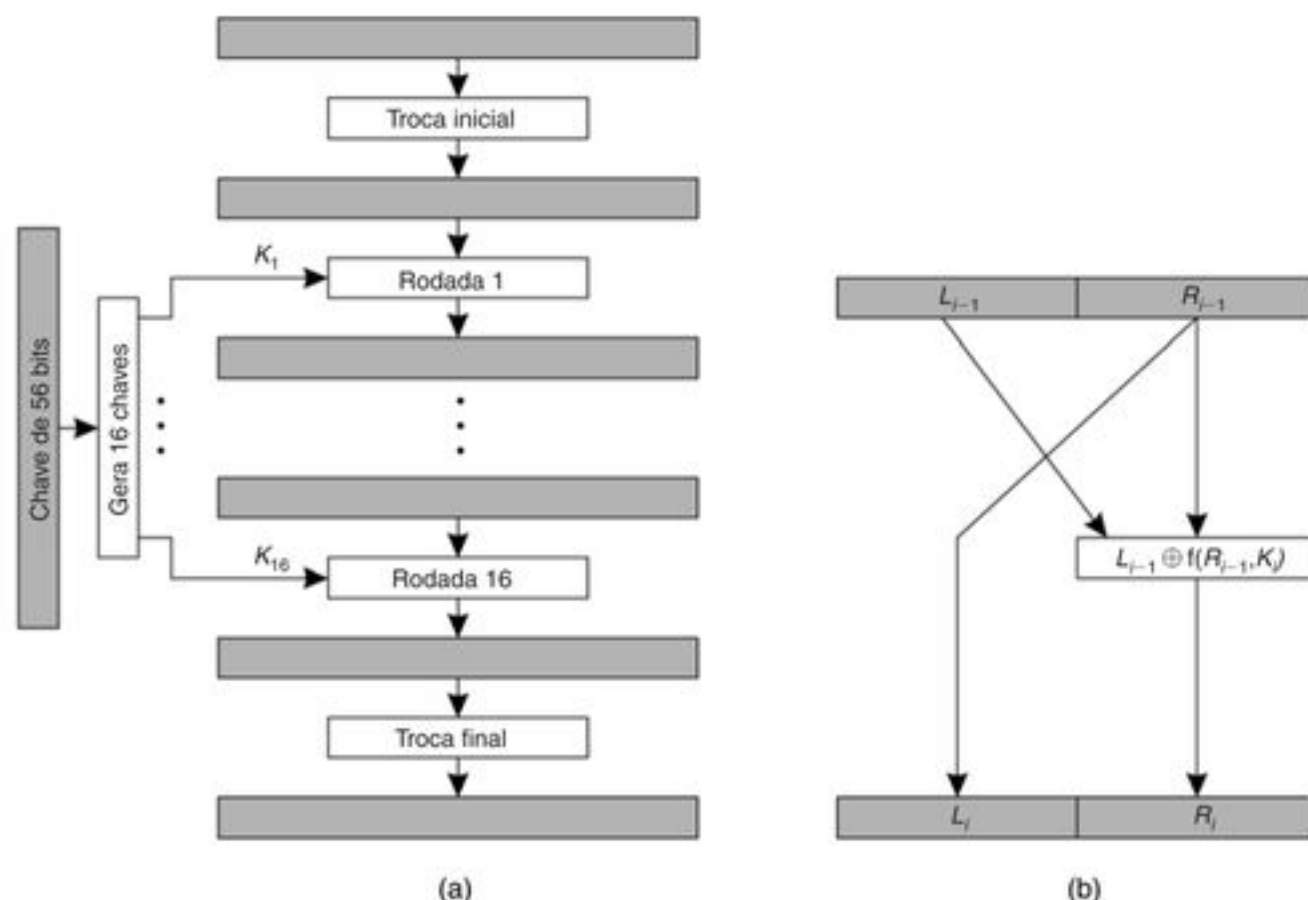 Troca inicial
K₁
Rodada 1
Chave de 56 bits
Gera 16 chaves
K₁₆
Rodada 16
Troca final
(a)
Lᵢ₋₁
Rᵢ₋₁
Lᵢ₋₁ ⊕ f(Rᵢ₋₁,Kᵢ)
Lᵢ
Rᵢ
(b)